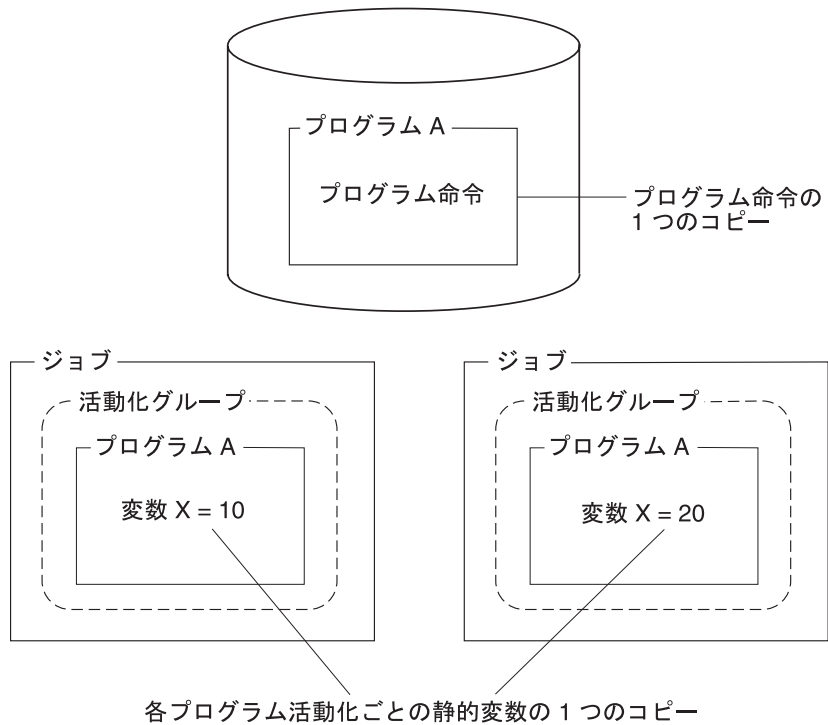 プログラム A
プログラム命令
プログラム命令の
1 つのコピー
ジョブ
活動化グループ
プログラム A
変数 X = 10
ジョブ
活動化グループ
プログラム A
変数 X = 20
各プログラム活動化ごとの静的変数の 1 つのコピー